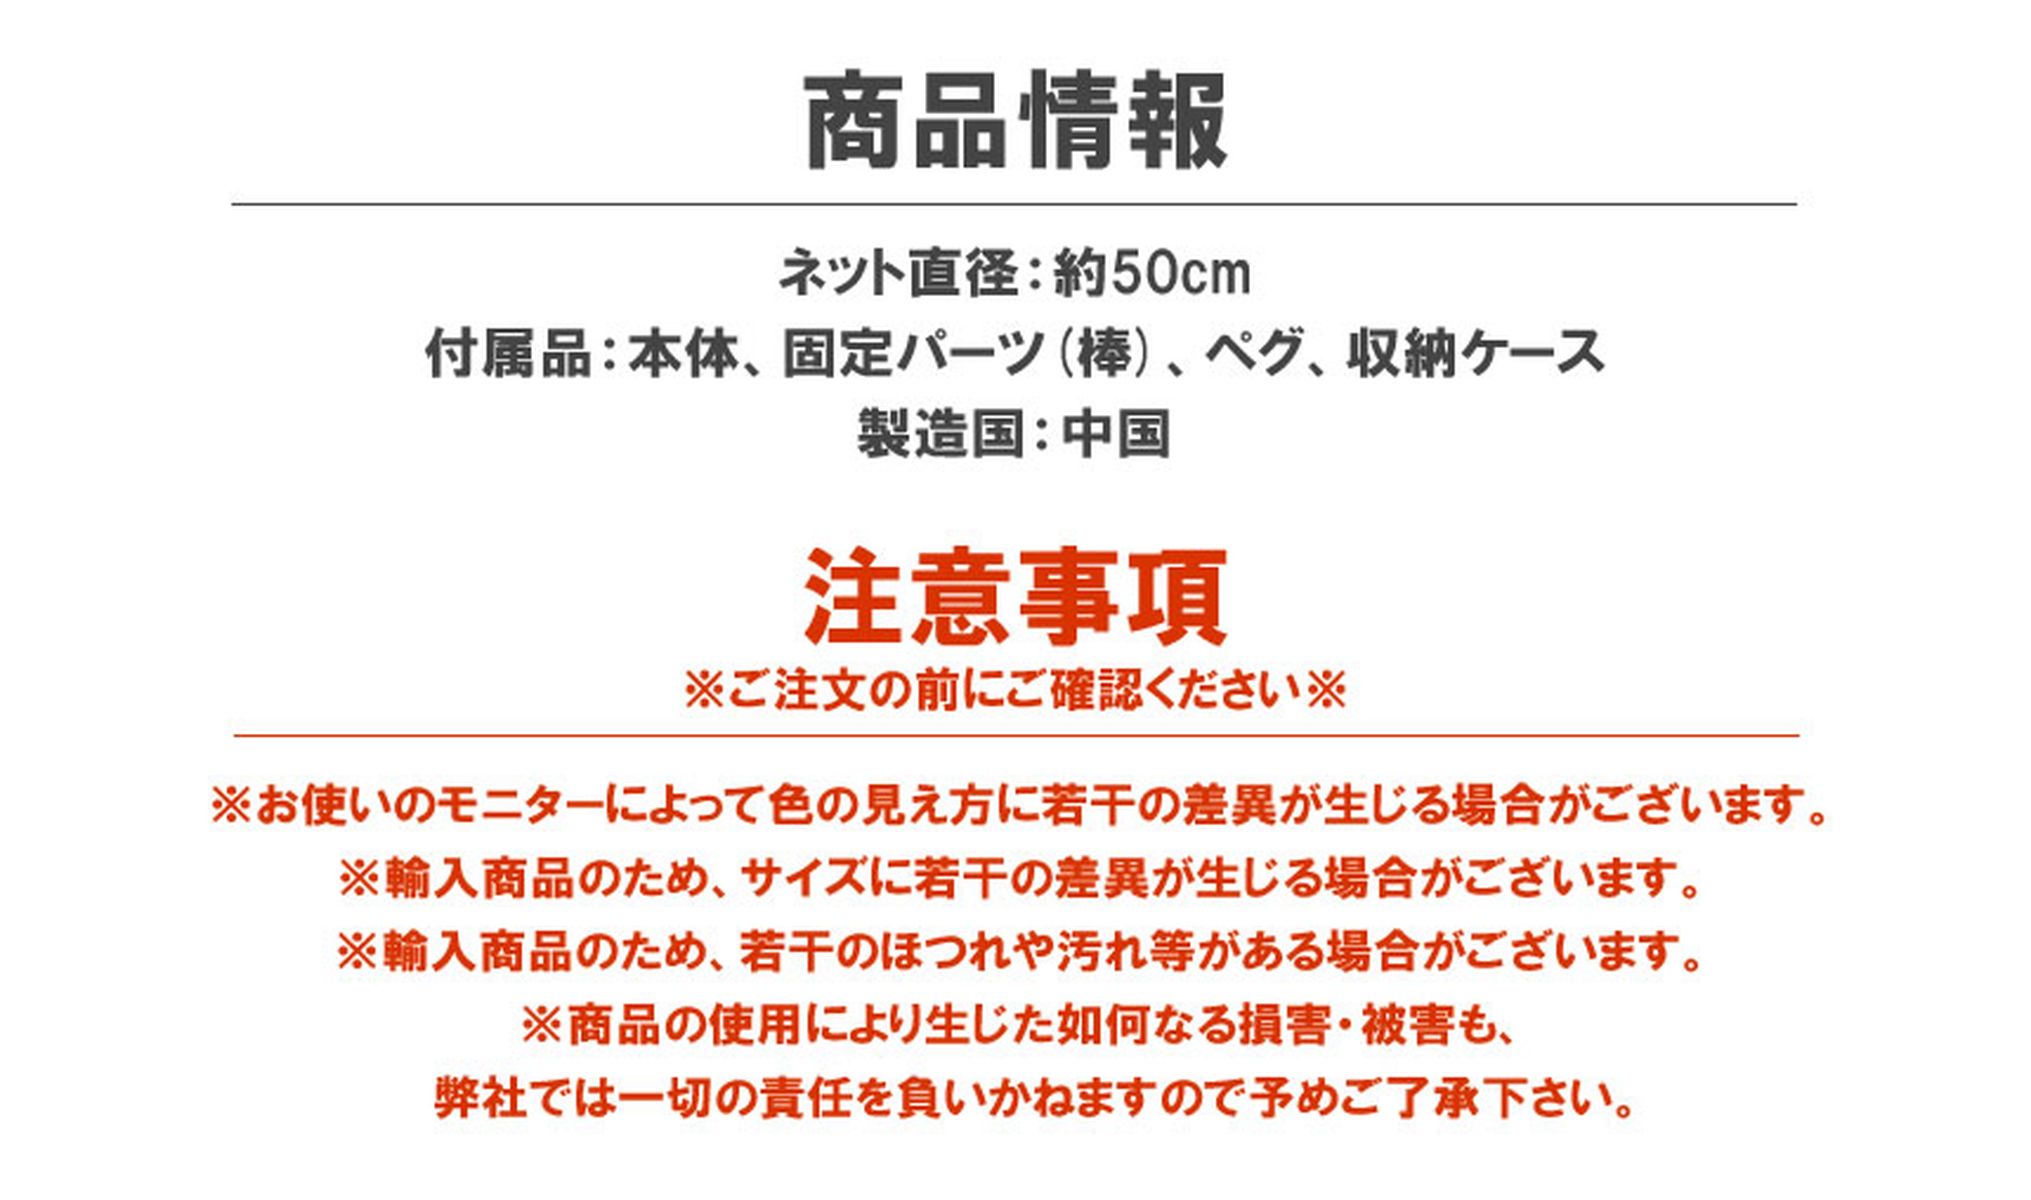 商品情報
ネット直径：約50cm
付属品：本体、固定パーツ(棒)、ペグ、収納ケース
製造国：中国
注意事項
※ご注文の前にご確認ください※
※お使いのモニターによって色の見え方に若干の差異が生じる場合がございます。
※輸入商品のため、サイズに若干の差異が生じる場合がございます。
※輸入商品のため、若干のほつれや汚れ等がある場合がございます。
※商品の使用により生じた如何なる損害・被害も、
弊社では一切の責任を負いかねますので予めご了承下さい。